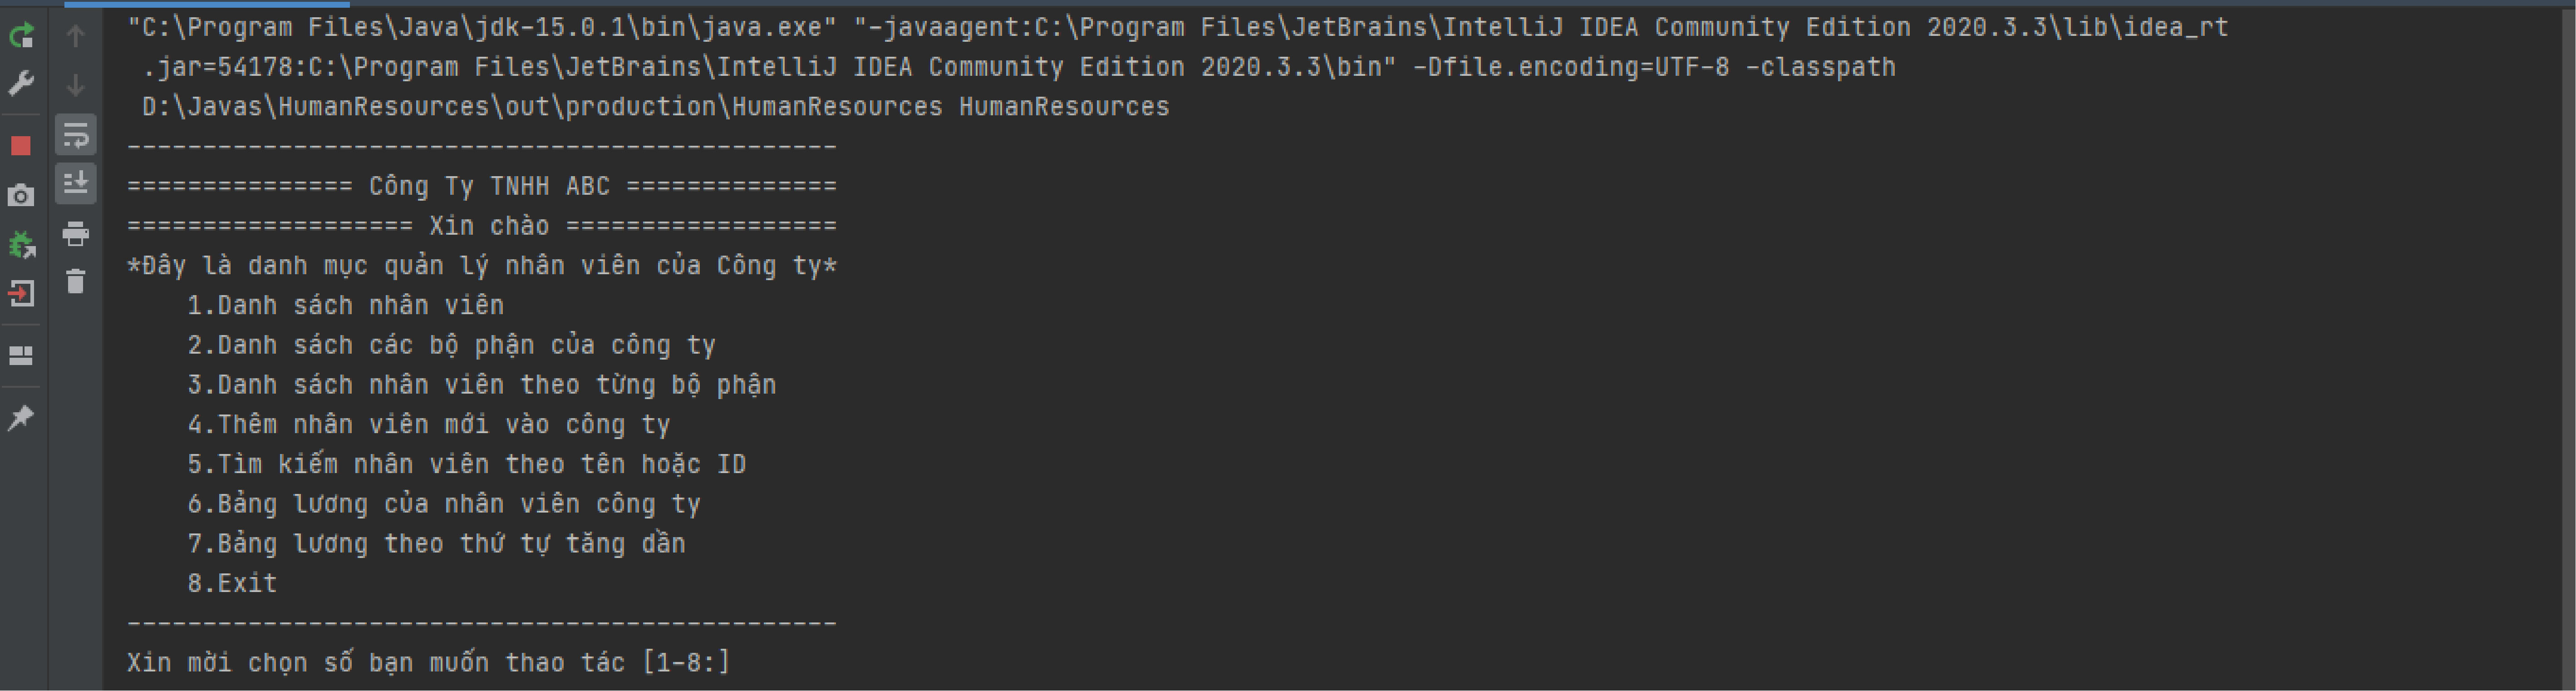 "C:\Program Files\Java\jdk-15.0.1\bin\java.exe" "-javaagent:C:\Program Files\JetBrains\IntelliJ IDEA Community Edition 2020.3.3\lib\idea_rt
.jar=54178:C:\Program Files\JetBrains\IntelliJ IDEA Community Edition 2020.3.3\bin" -Dfile.encoding=UTF-8 -classpath
D:\Javas\HumanResources\out\production\HumanResources HumanResources
-----------------------------------------------
=============== Công Ty TNHH ABC ==============
=================== Xin chào ==================
*Đây là danh mục quản lý nhân viên của Công ty*
1.Danh sách nhân viên
2.Danh sách các bộ phận của công ty
3.Danh sách nhân viên theo từng bộ phận
4.Thêm nhân viên mới vào công ty
5.Tìm kiếm nhân viên theo tên hoặc ID
6.Bảng lương của nhân viên công ty
7.Bảng lương theo thứ tự tăng dần
8.Exit
-----------------------------------------------
Xin mời chọn số bạn muốn thao tác [1-8:]